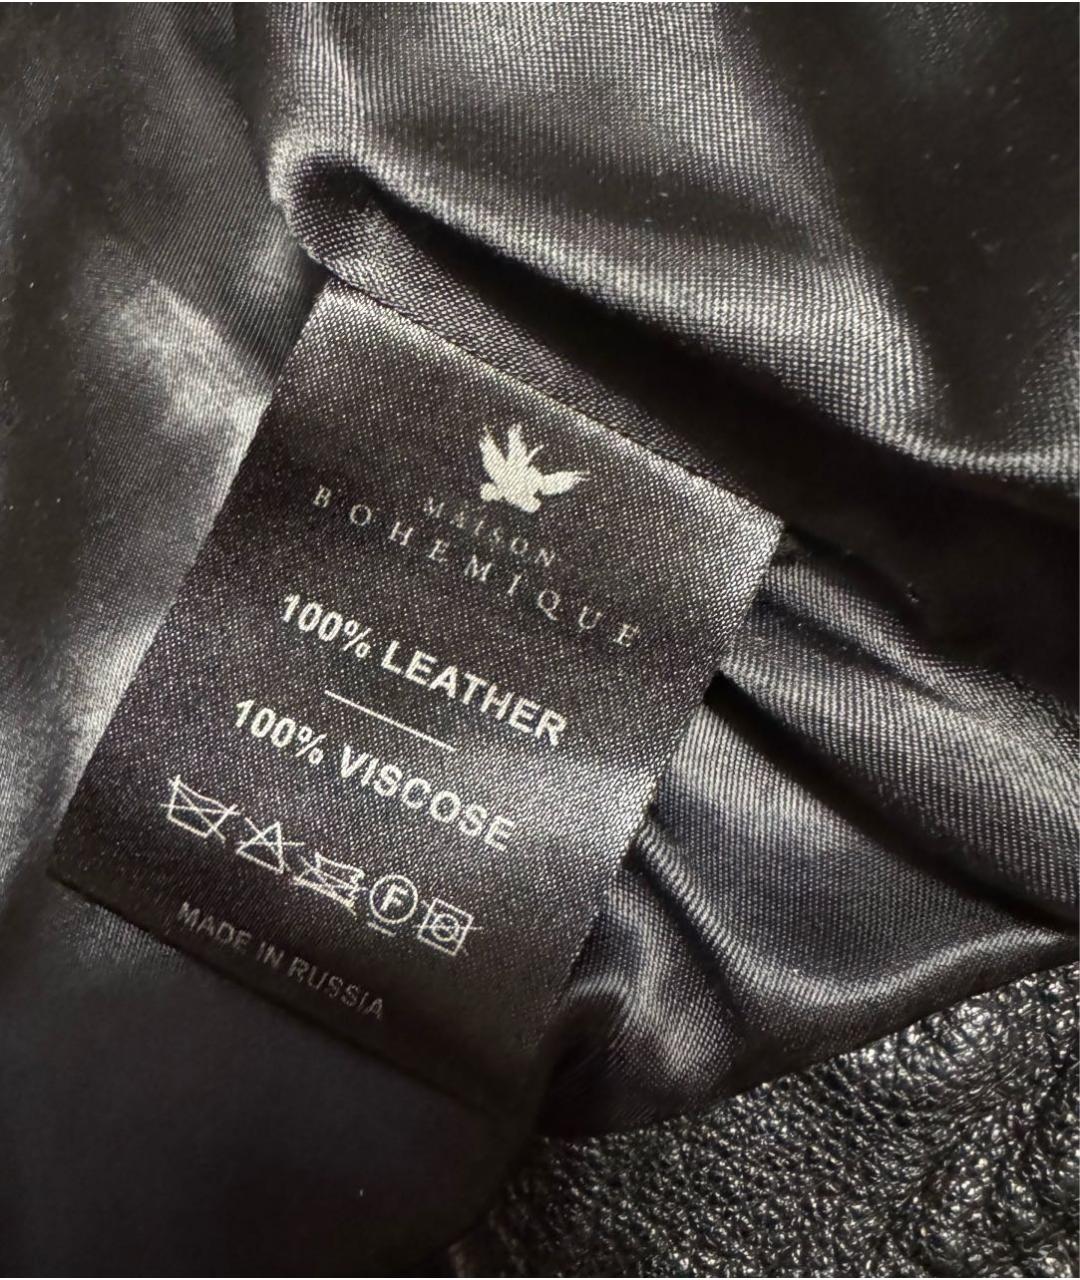 MAISON
BOHEMIQUE
100% LEATHER
100% VISCOSE
F
MADE IN RUSSIA